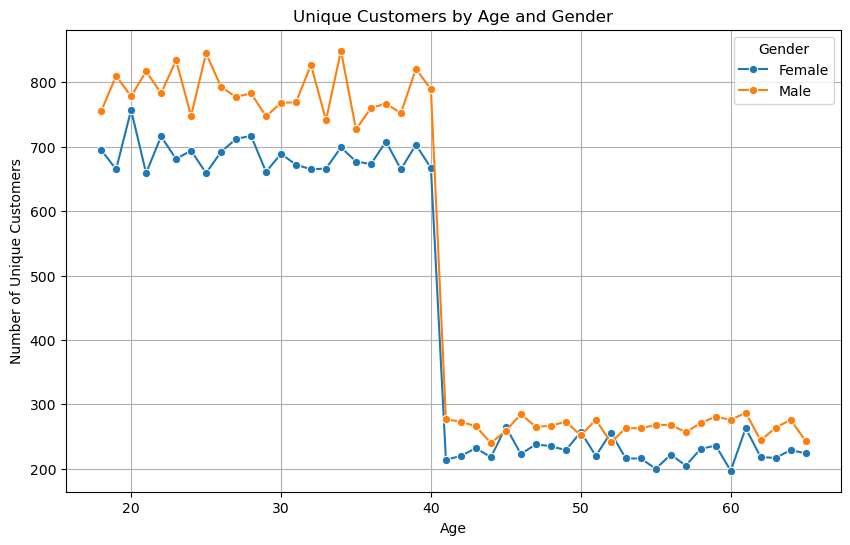 Unique Customers by Age and Gender
Gender
Female
Male
Number of Unique Customers
800
700
600
500
400
300
200
20
30
40
50
60
Age